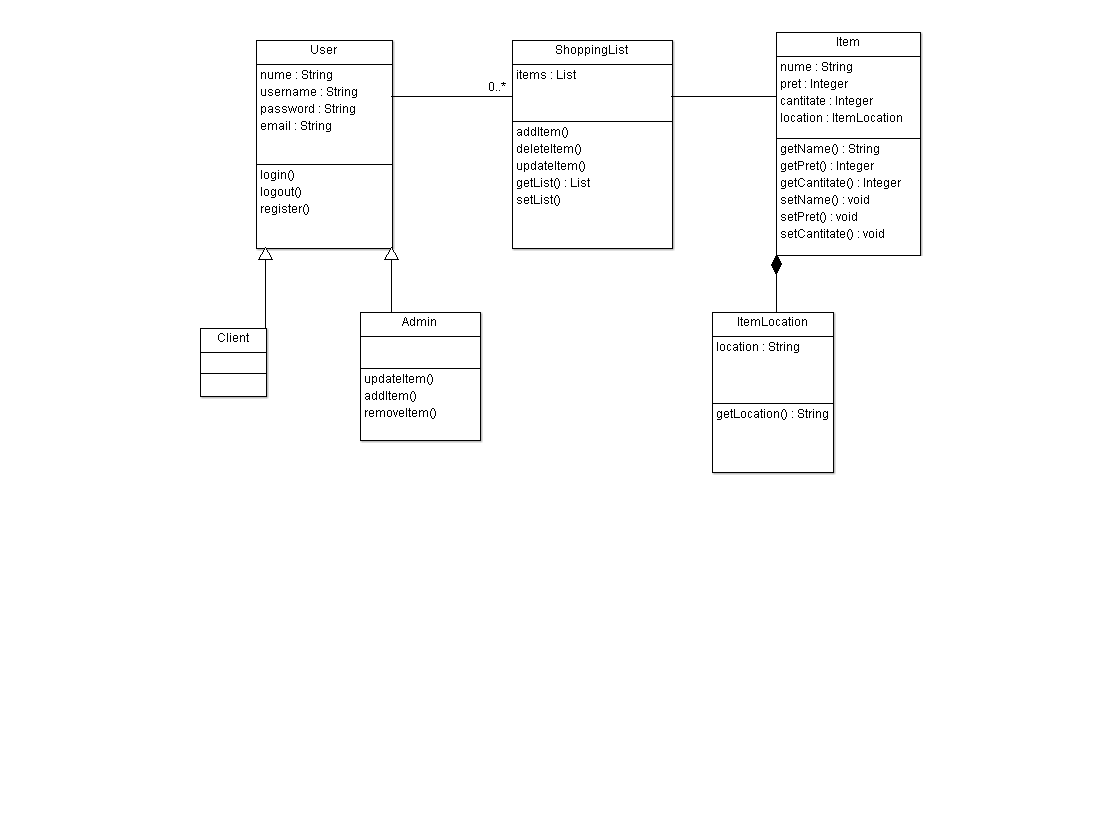 User
nume : String
username : String
password : String
email : String
login()
logout()
register()
0..*
ShoppingList
items : List
addItem()
deleteItem()
updateItem()
getList() : List
setList()
Item
nume : String
pret : Integer
cantitate : Integer
location : ItemLocation
getName() : String
getPret() : Integer
getCantitate() : Integer
setName() : void
setPret() : void
setCantitate() : void
Client
Admin
updateItem()
addItem()
removeItem()
ItemLocation
location : String
getLocation() : String